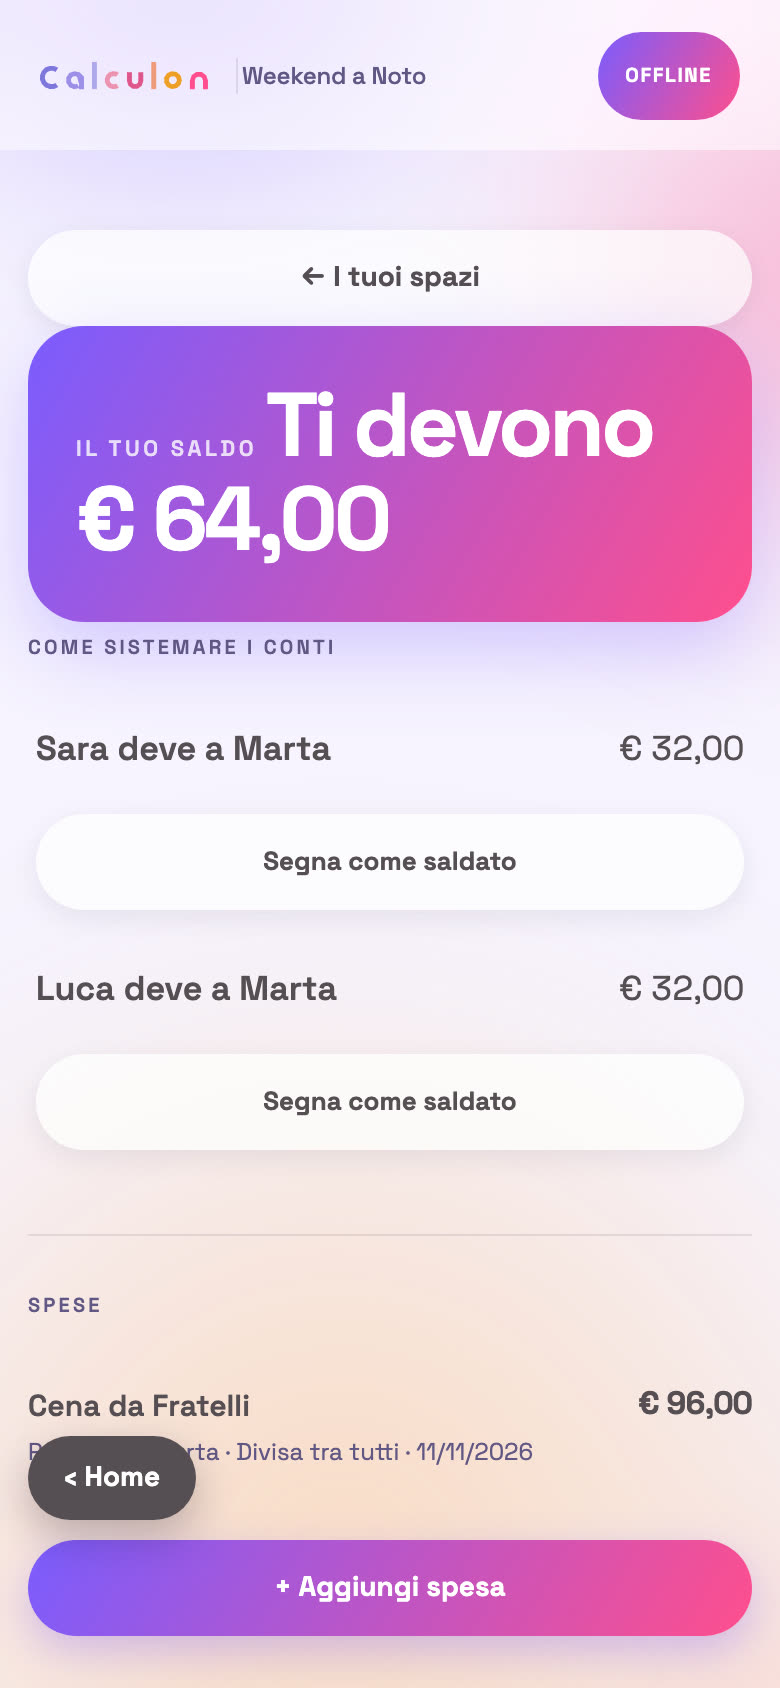 Calculon
Weekend a Noto
OFFLINE
← I tuoi spazi
IL TUO SALDO Ti devono
€ 64,00
COME SISTEMARE I CONTI
Sara deve a Marta € 32,00
Segna come saldato
Luca deve a Marta € 32,00
Segna come saldato
SPESE
Cena da Fratelli € 96,00
· Divisa tra tutti · 11/11/2026
< Home
+ Aggiungi spesa